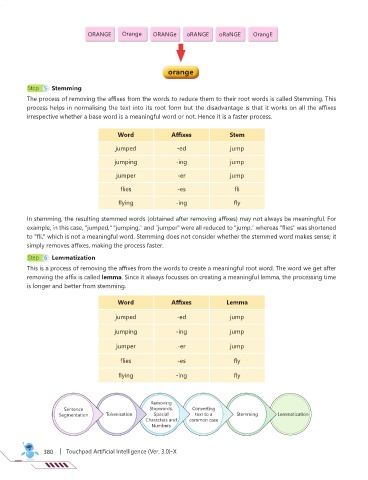 ORANGE Orange ORANGe oRANGE oRaNGE OrangE
orange
Step 5: Stemming
The process of removing the affixes from the words to reduce them to their root words is called Stemming. This
process helps in normalising the text into its root form but the disadvantage is that it works on all the affixes
irrespective whether a base word is a meaningful word or not. Hence it is a faster process.
Word Affixes Stem
jumped -ed jump
jumping -ing jump
jumper -er jump
flies -es fli
flying -ing fly
In stemming, the resulting stemmed words (obtained after removing affixes) may not always be meaningful. For
example, in this case, "jumped," "jumping," and "jumper" were all reduced to "jump," whereas "flies" was shortened
to "fli," which is not a meaningful word. Stemming does not consider whether the stemmed word makes sense; it
simply removes affixes, making the process faster.
Step 6: Lemmatization
This is a process of removing the affixes from the words to create a meaningful root word. The word we get after
removing the affix is called lemma. Since it always focusses on creating a meaningful lemma, the processing time
is longer and better from stemming.
Word Affixes Lemma
jumped -ed jump
jumping -ing jump
jumper -er jump
flies -es fly
flying -ing fly
Sentence
Segmentation
Tokenization
Removing
Stopwords,
Special
Characters and
Numbers
Converting
text to a
common case
Stemming
Lemmatization
380 | Touchpad Artificial Intelligence (Ver. 3.0)-X